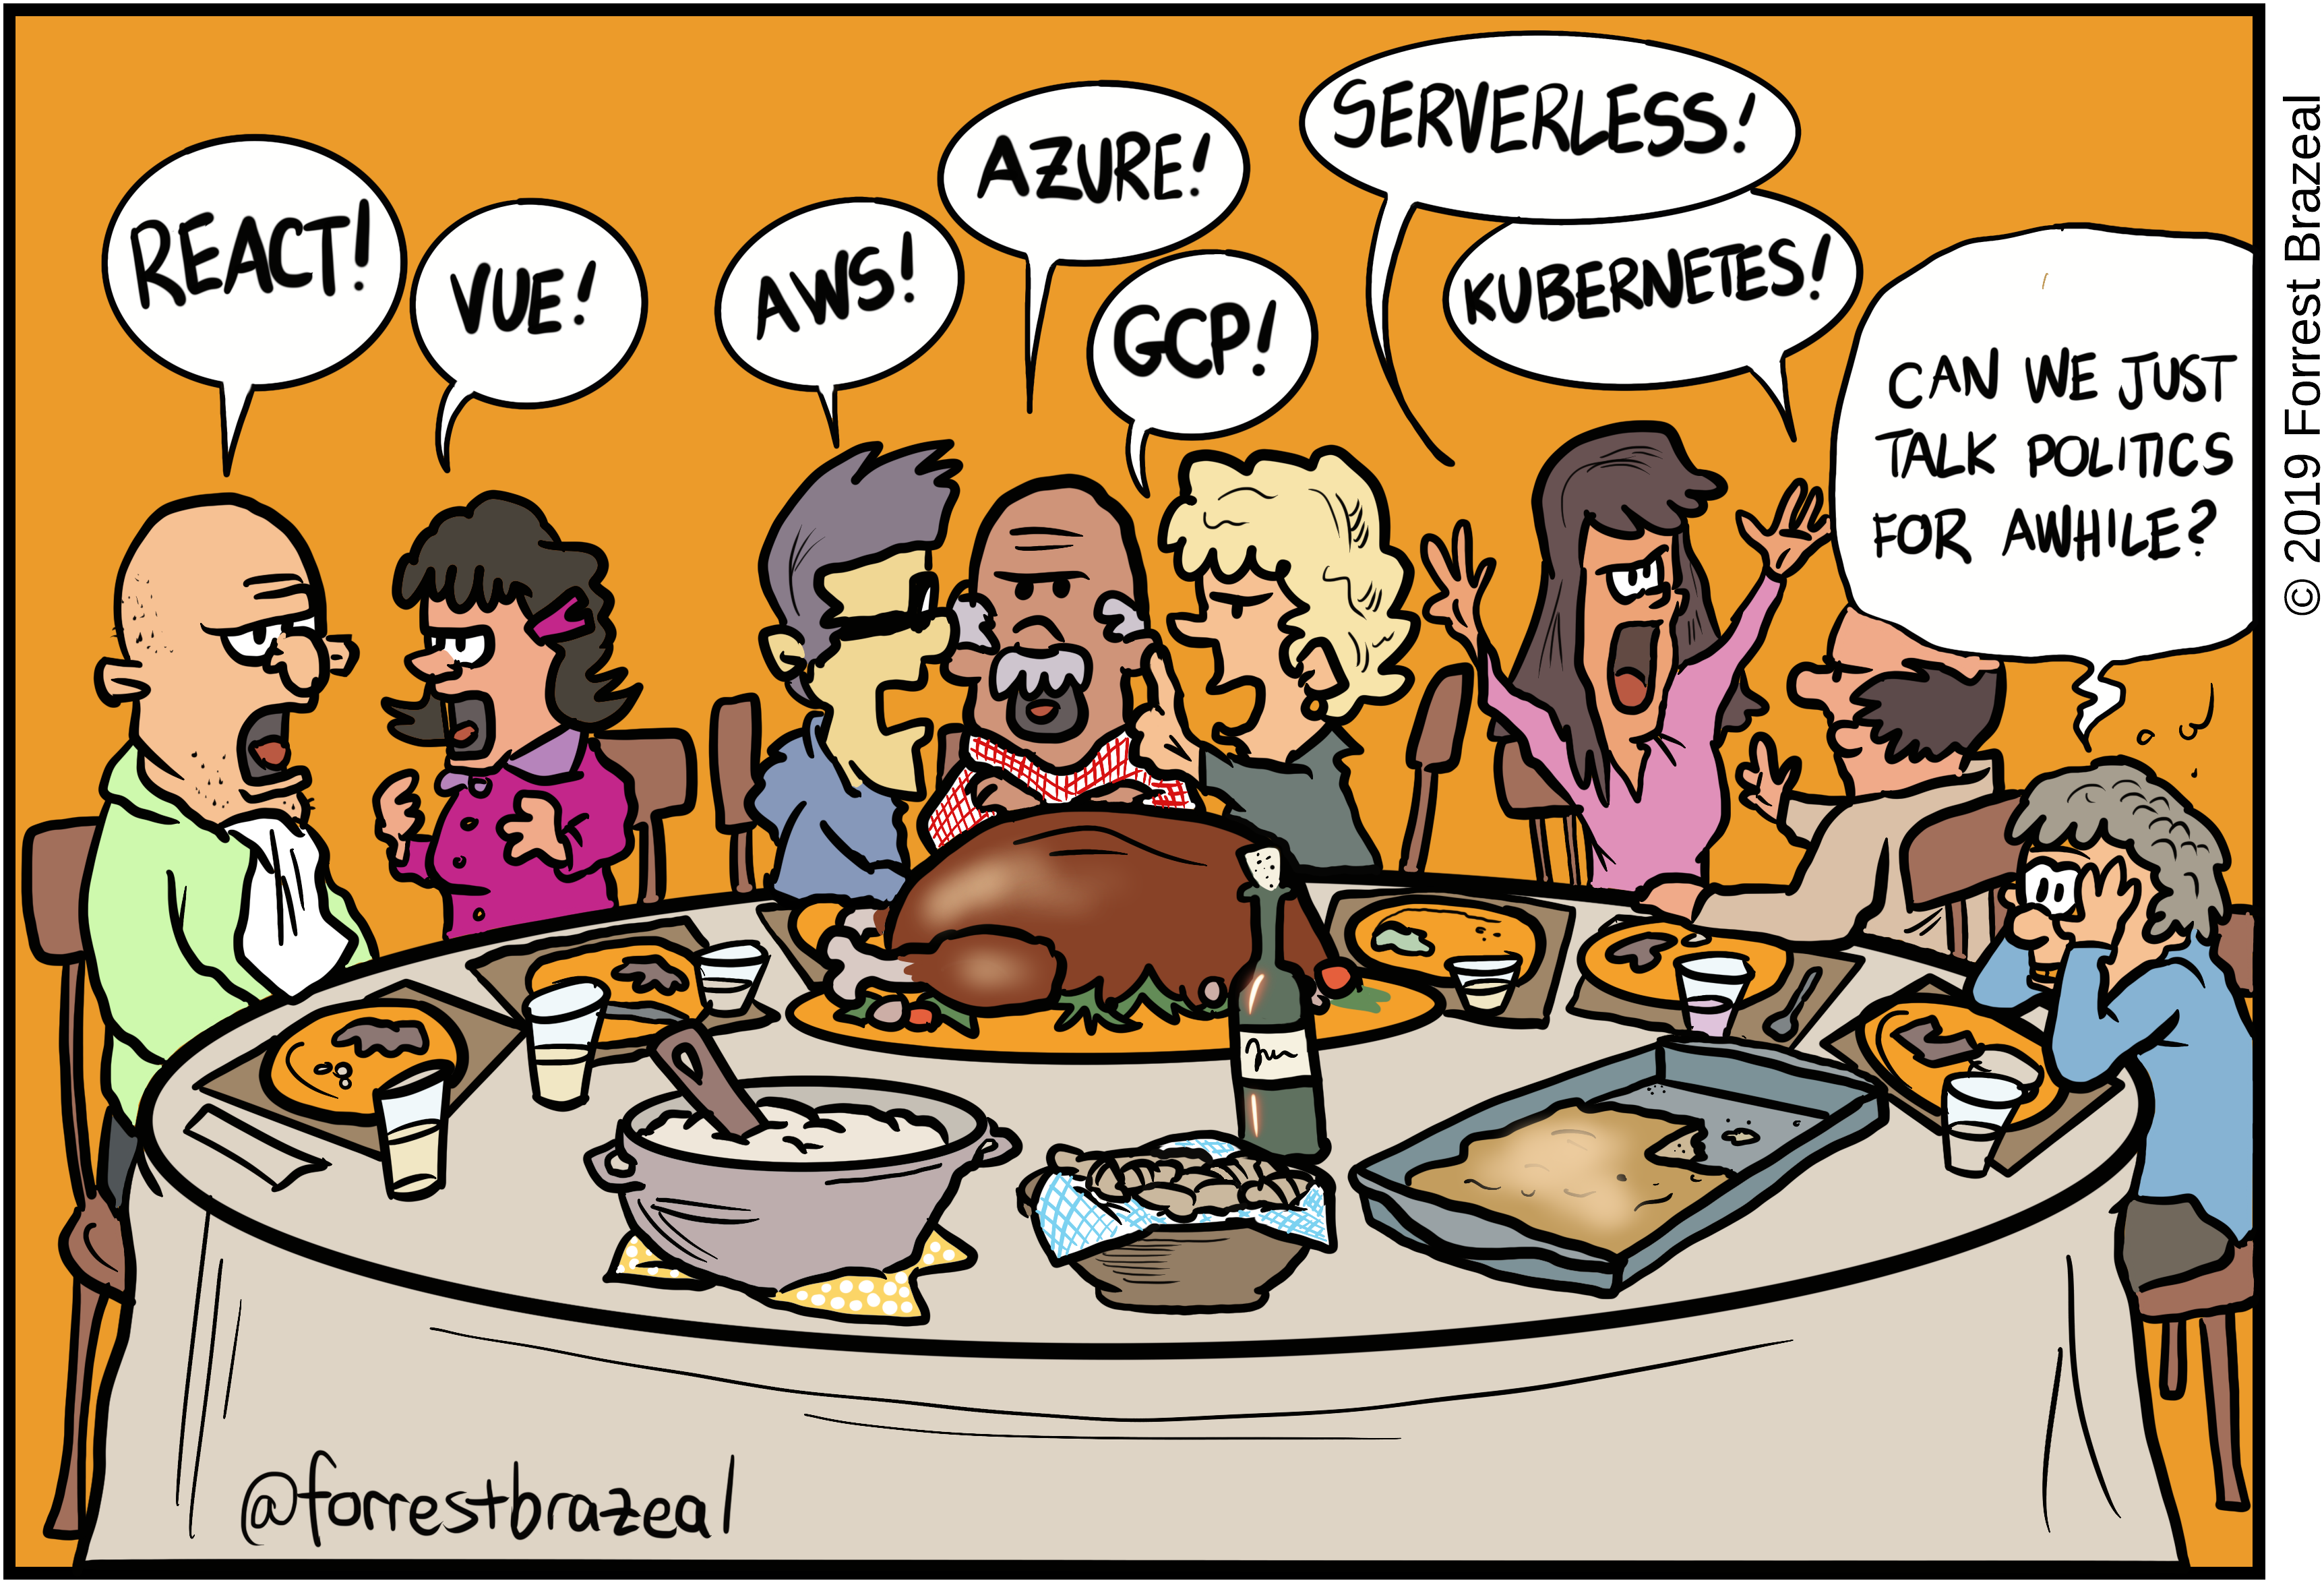 REACT!
VUE!
AWS!
AZURE!
GCP!
SERVERLESS!
KUBERNETES!
CAN WE JUST
TALK POLITICS
FOR AWHILE?
@forrestbrazeal
© 2019 Forrest Brazeal